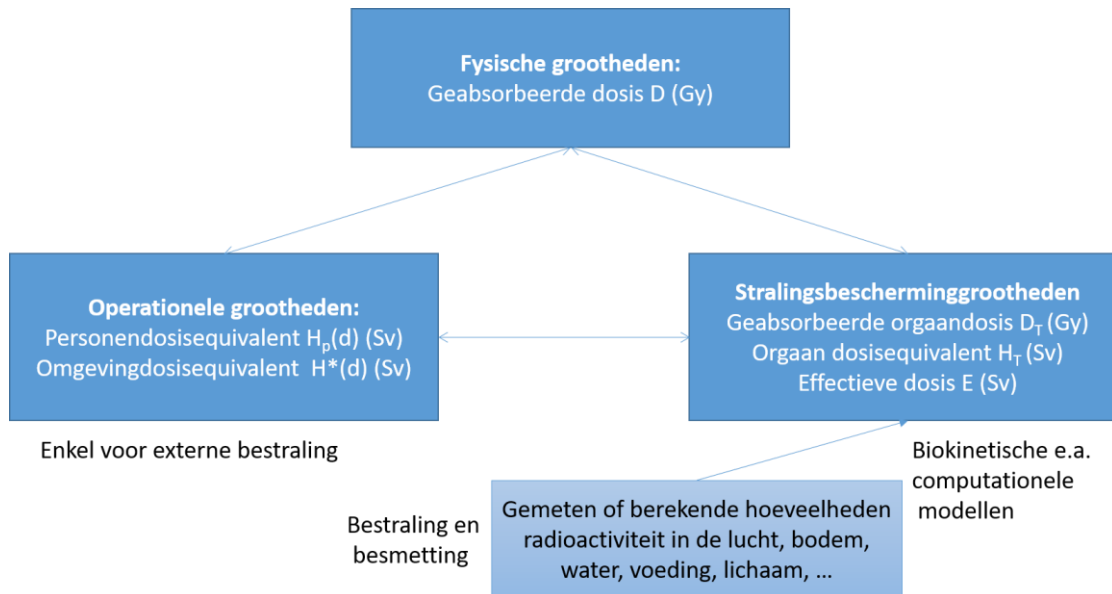 Fysische grootheden:
Geabsorbeerde dosis D (Gy)
Operationele grootheden:
Personendosisequivalent Hp(d) (Sv)
Omgevingdosisequivalent H*(d) (Sv)
Stralingsbescherminggrootheden
Geabsorbeerde orgaandosis DT (Gy)
Orgaan dosisequivalent HT (Sv)
Effectieve dosis E (Sv)
Enkel voor externe bestraling
Biokinetische e.a.
computationele
modellen
Bestraling en
besmetting
Gemeten of berekende hoeveelheden
radioactiviteit in de lucht, bodem,
water, voeding, lichaam, ...